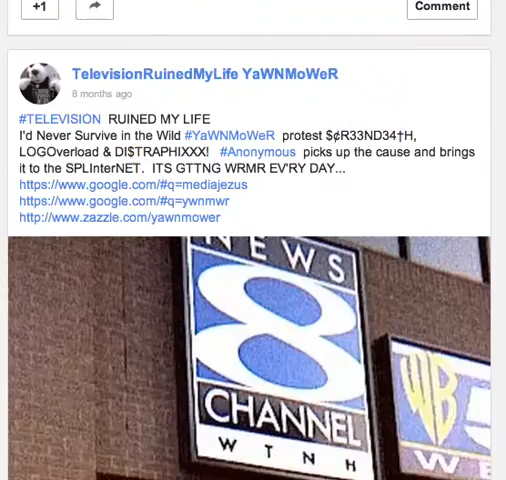 +1
Comment
TelevisionRuinedMyLife YaWNMoWeR
8 months ago
#TELEVISION RUINED MY LIFE
I'd Never Survive in the Wild #YaWNMoWeR protest $¢R33ND34†H,
LOGOverload & DI$TRAPHIXXX! #Anonymous picks up the cause and brings
it to the SPLInterNET. ITS GTTNG WRMR EV'RY DAY...
https://www.google.com/#q=mediajezus
https://www.google.com/#q=ywnmwr
http://www.zazzle.com/yawnmower
NEWS
8
CHANNEL
WTNH
WB
5
WB